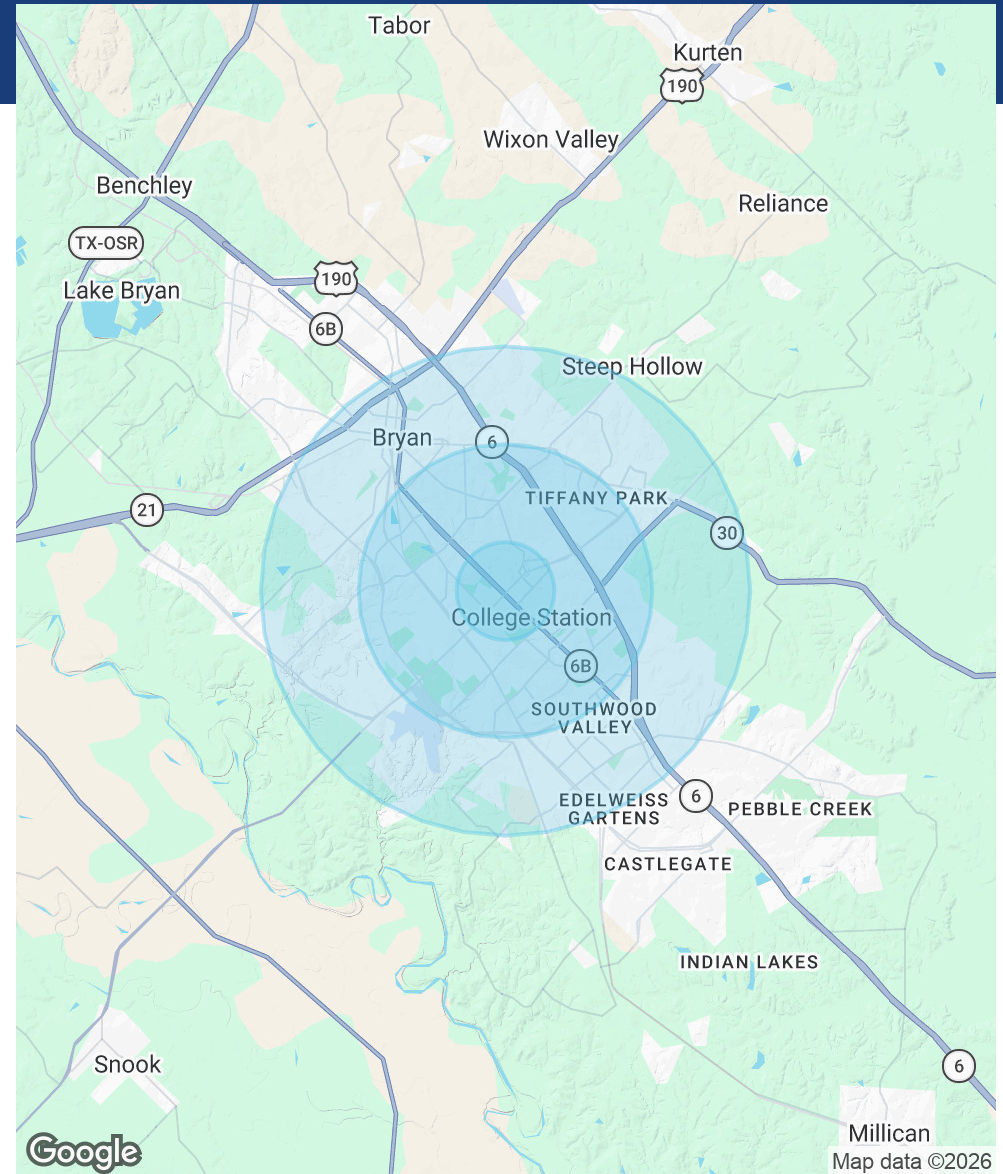 Tabor
Kurten
190
Wixon Valley
Benchley
Reliance
TX-OSR
190
Lake Bryan
6B
Steep Hollow
Bryan
6
TIFFANY PARK
21
30
College Station
6B
SOUTHWOOD
VALLEY
6
EDELWEISS
GARTENS
PEBBLE CREEK
CASTLEGATE
INDIAN LAKES
Snook
6
Millican
Google
Map data ©2026